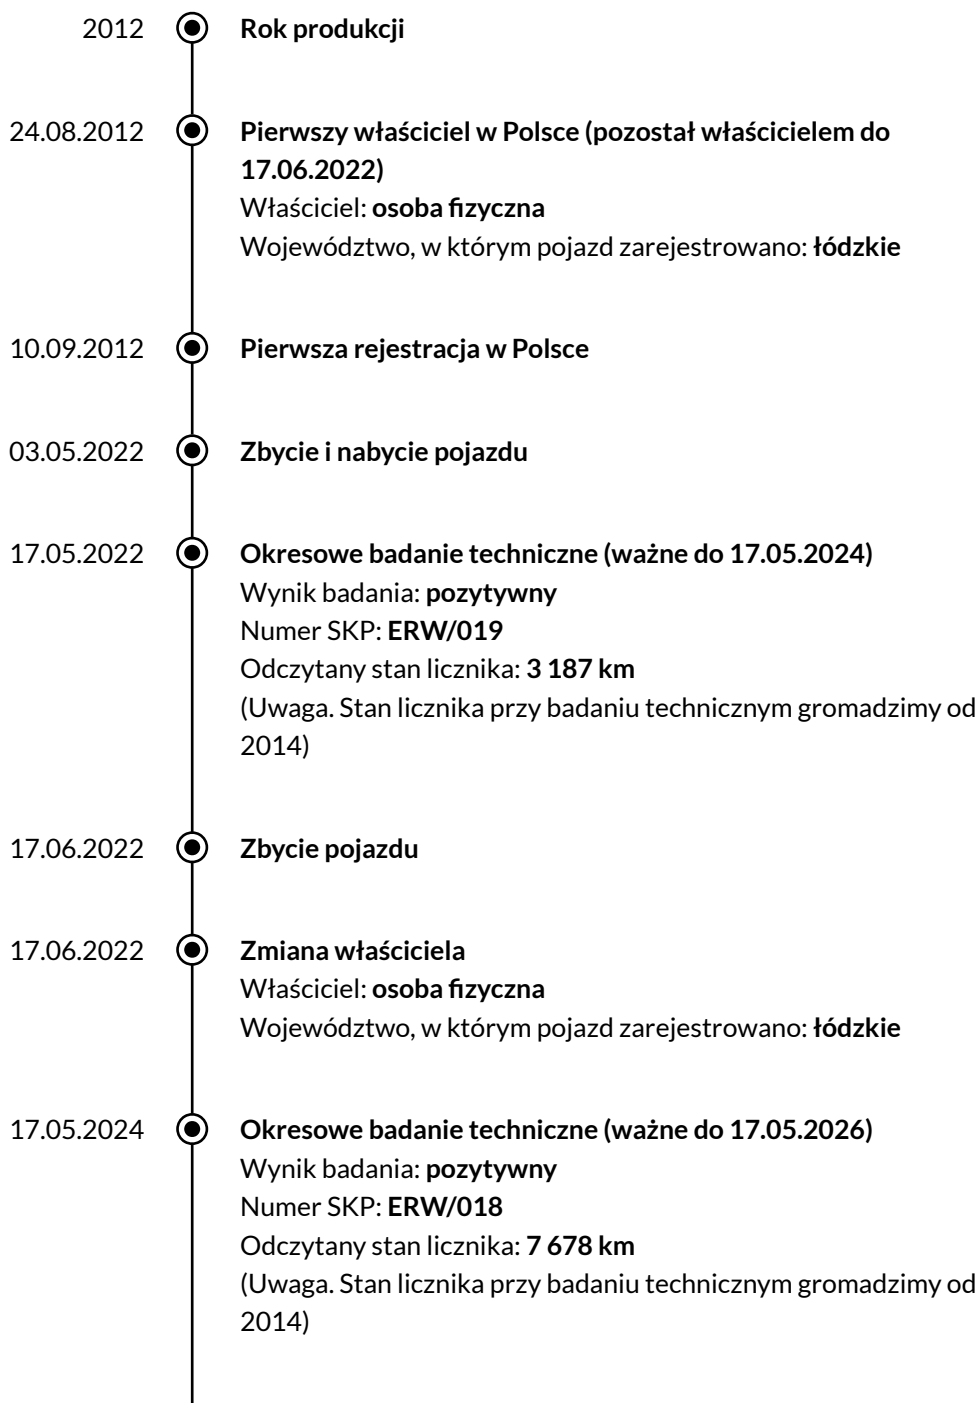 2012 Rok produkcji
24.08.2012 Pierwszy właściciel w Polsce (pozostał właścicielem do
17.06.2022)
Właściciel: osoba fizyczna
Województwo, w którym pojazd zarejestrowano: łódzkie
10.09.2012 Pierwsza rejestracja w Polsce
03.05.2022 Zbycie i nabycie pojazdu
17.05.2022 Okresowe badanie techniczne (ważne do 17.05.2024)
Wynik badania: pozytywny
Numer SKP: ERW/019
Odczytany stan licznika: 3 187 km
(Uwaga. Stan licznika przy badaniu technicznym gromadzimy od
2014)
17.06.2022 Zbycie pojazdu
17.06.2022 Zmiana właściciela
Właściciel: osoba fizyczna
Województwo, w którym pojazd zarejestrowano: łódzkie
17.05.2024 Okresowe badanie techniczne (ważne do 17.05.2026)
Wynik badania: pozytywny
Numer SKP: ERW/018
Odczytany stan licznika: 7 678 km
(Uwaga. Stan licznika przy badaniu technicznym gromadzimy od
2014)